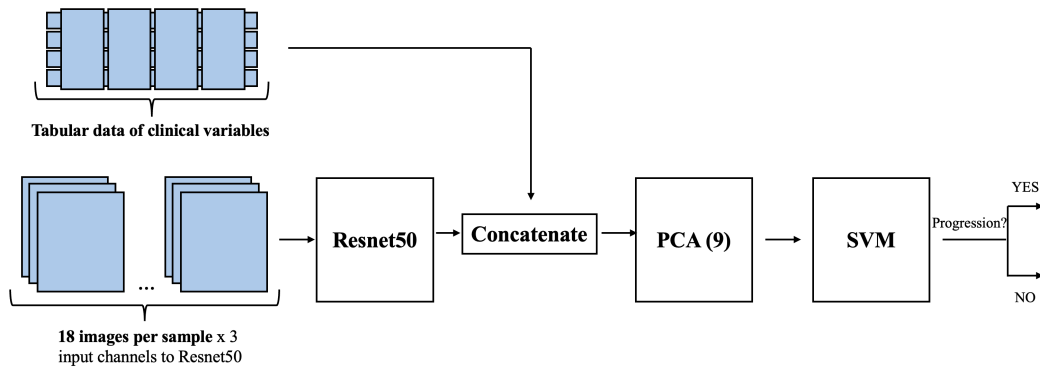 Tabular data of clinical variables
...
18 images per sample x 3
input channels to Resnet50
Resnet50
Concatenate
PCA (9)
SVM
Progression?
YES
NO